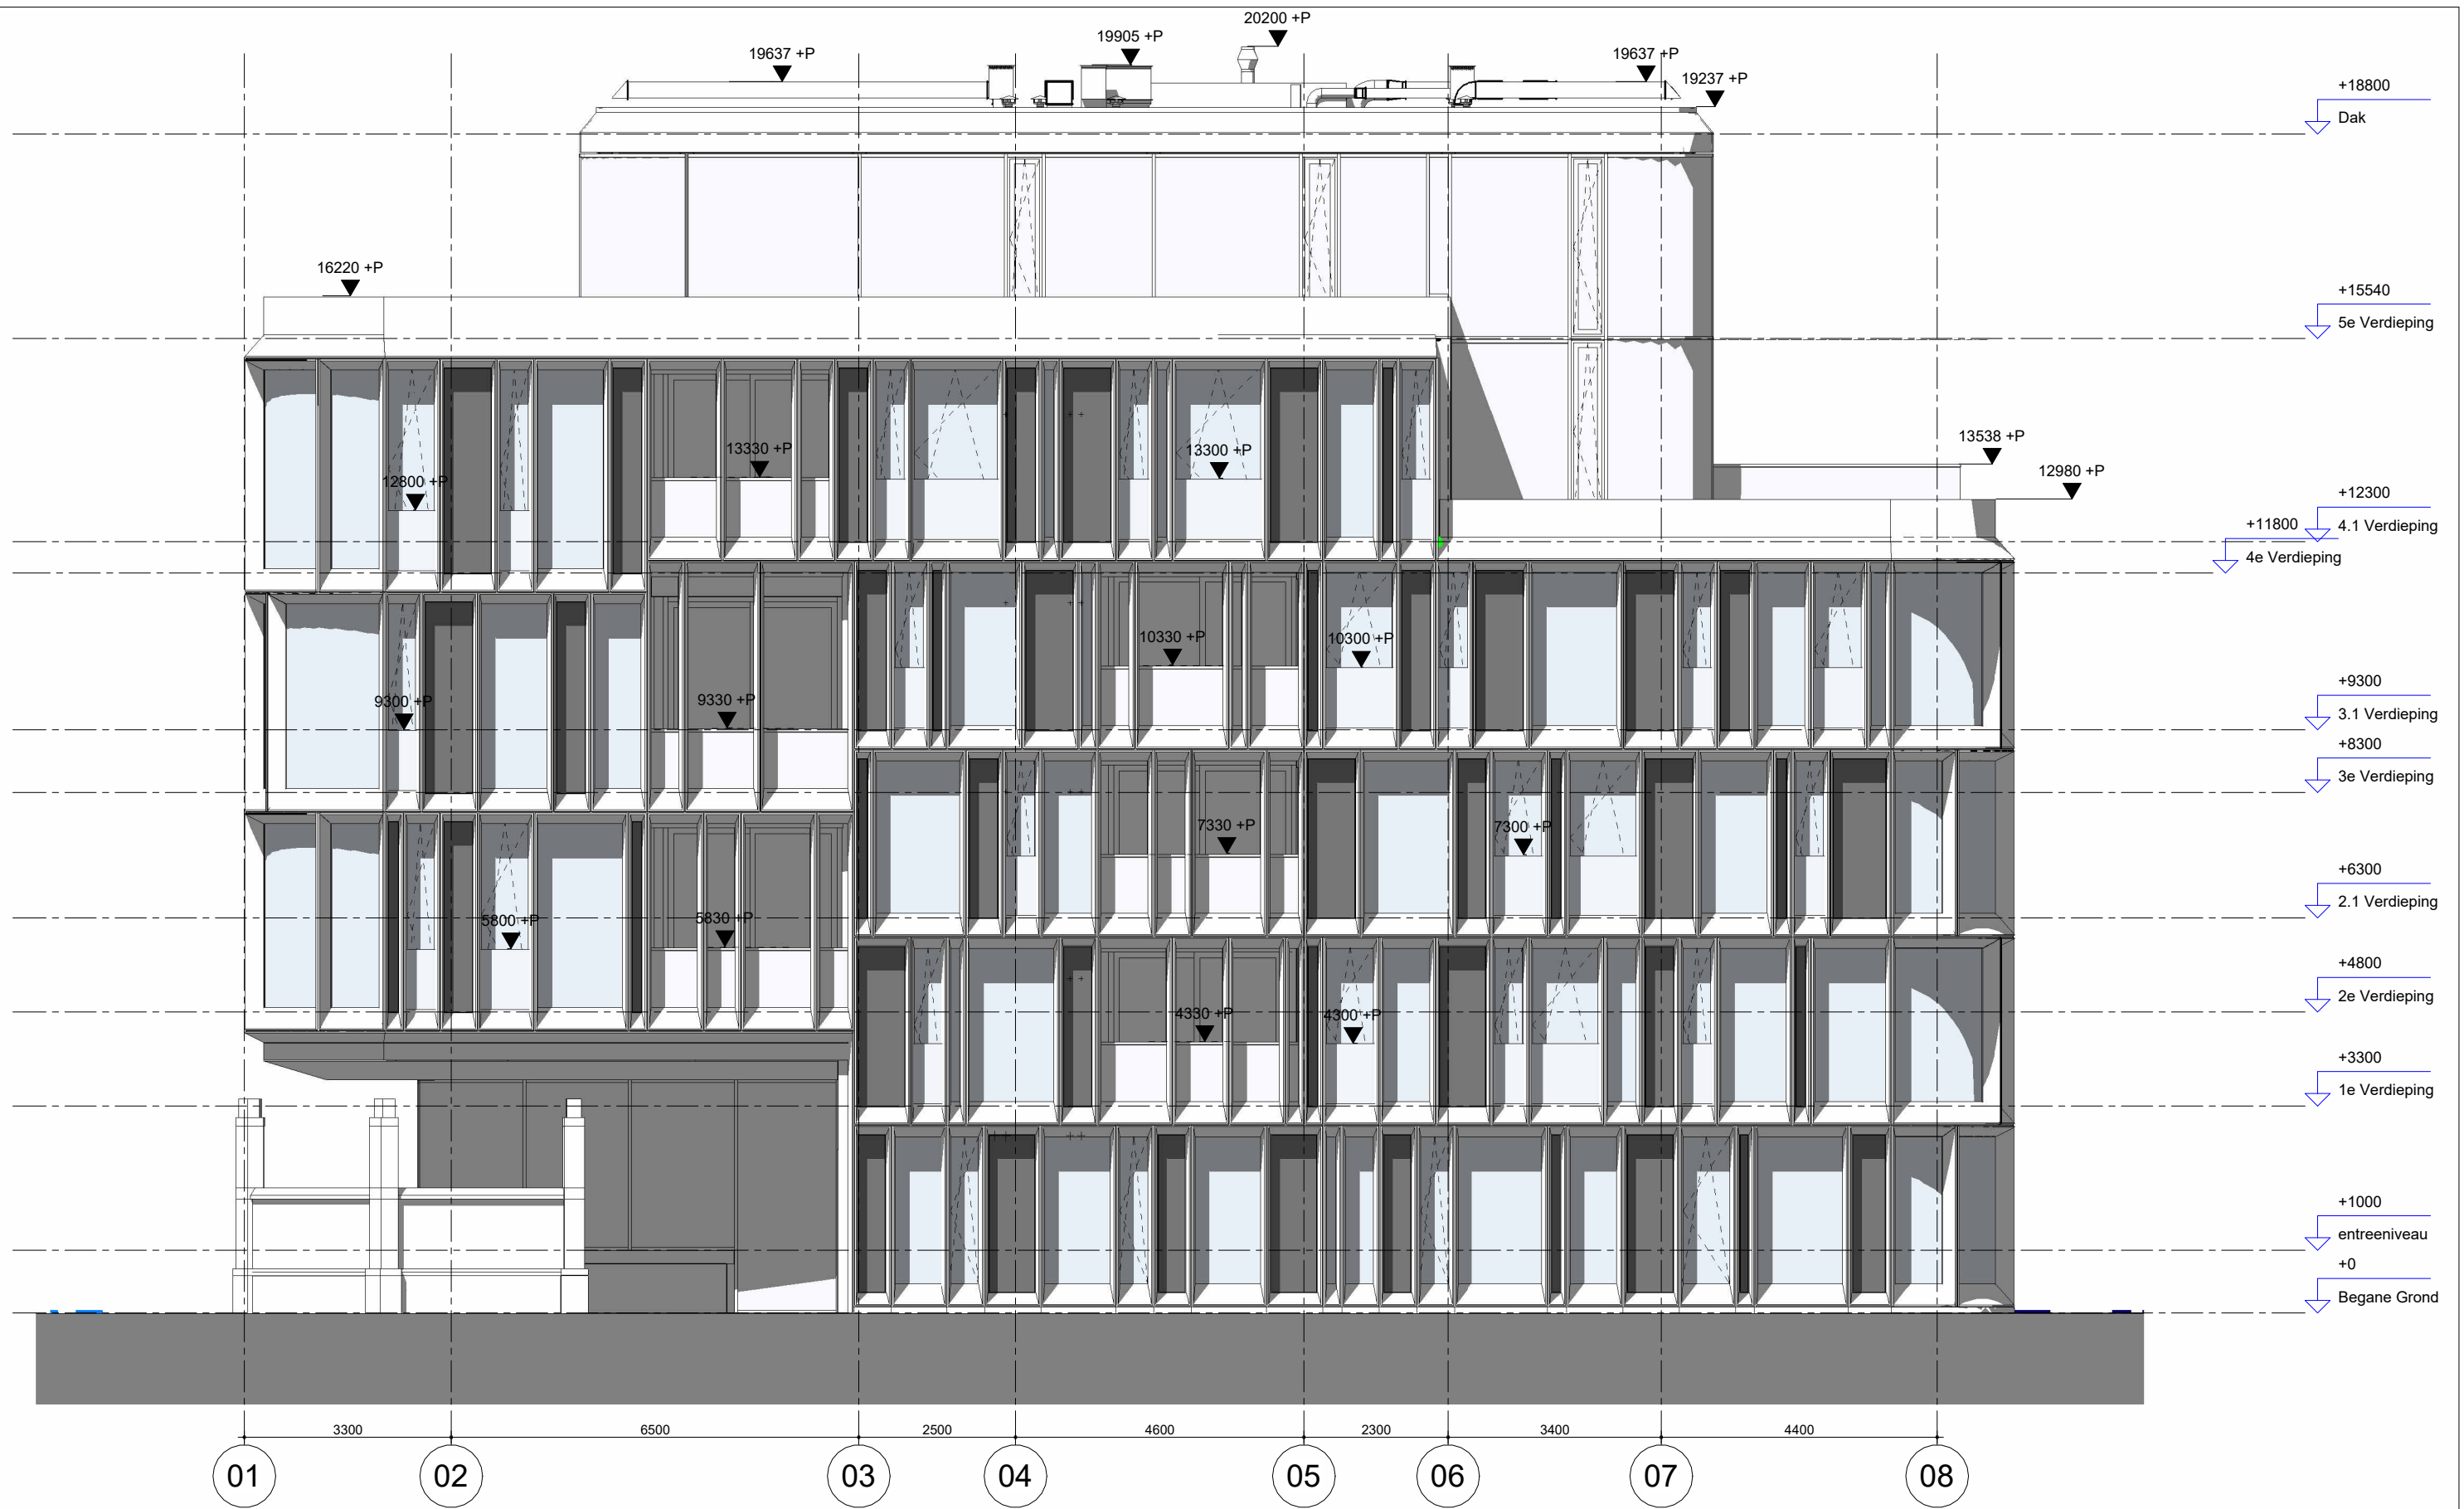 20200 +P
19905 +P
19637 +P
19637 +P
19237 +P
+18800
Dak
16220 +P
+15540
5e Verdieping
13538 +P
13330 +P
13300 +P
12980 +P
12800 +P
+12300
4.1 Verdieping
+11800
4e Verdieping
10330 +P
10300 +P
9300 +P
9330 +P
+9300
3.1 Verdieping
+8300
3e Verdieping
7330 +P
7300 +P
+6300
2.1 Verdieping
5800 +P
5830 +P
+4800
2e Verdieping
4330 +P
4300 +P
+3300
1e Verdieping
+1000
entreeniveau
+0
Begane Grond
3300 6500 2500 4600 2300 3400 4400
01 02 03 04 05 06 07 08